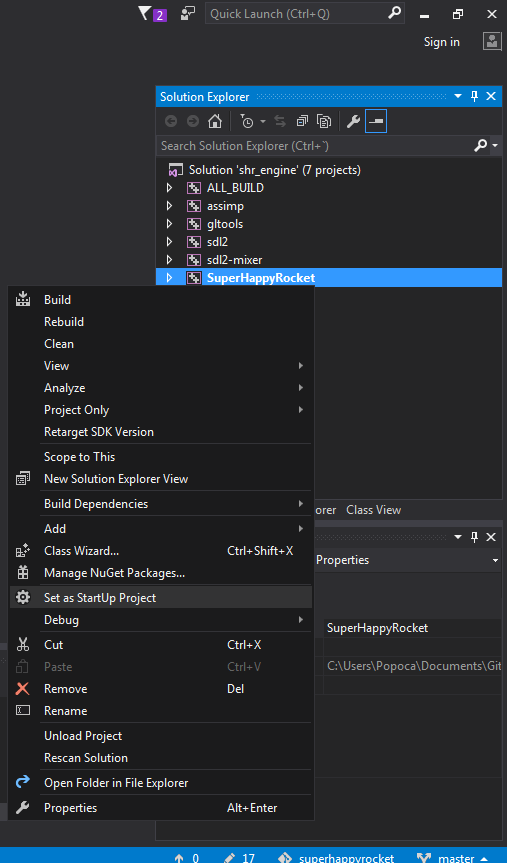 2
Quick Launch (Ctrl+Q)
Sign in
Solution Explorer
Search Solution Explorer (Ctrl+¨)
Solution 'shr_engine' (7 projects)
ALL_BUILD
assimp
gltools
sdl2
sdl2-mixer
SuperHappyRocket
Build
Rebuild
Clean
View
Analyze
Project Only
Retarget SDK Version
Scope to This
New Solution Explorer View
Build Dependencies
orer Class View
Add
Class Wizard... Ctrl+Shift+X
Properties
Manage NuGet Packages...
Set as StartUp Project
Debug
SuperHappyRocket
Cut Ctrl+X
Paste Ctrl+V
C:\Users\Popoca\Documents\Git
Remove Del
Rename
Unload Project
Rescan Solution
Open Folder in File Explorer
Properties Alt+Enter
0 17 superhappyrocket master